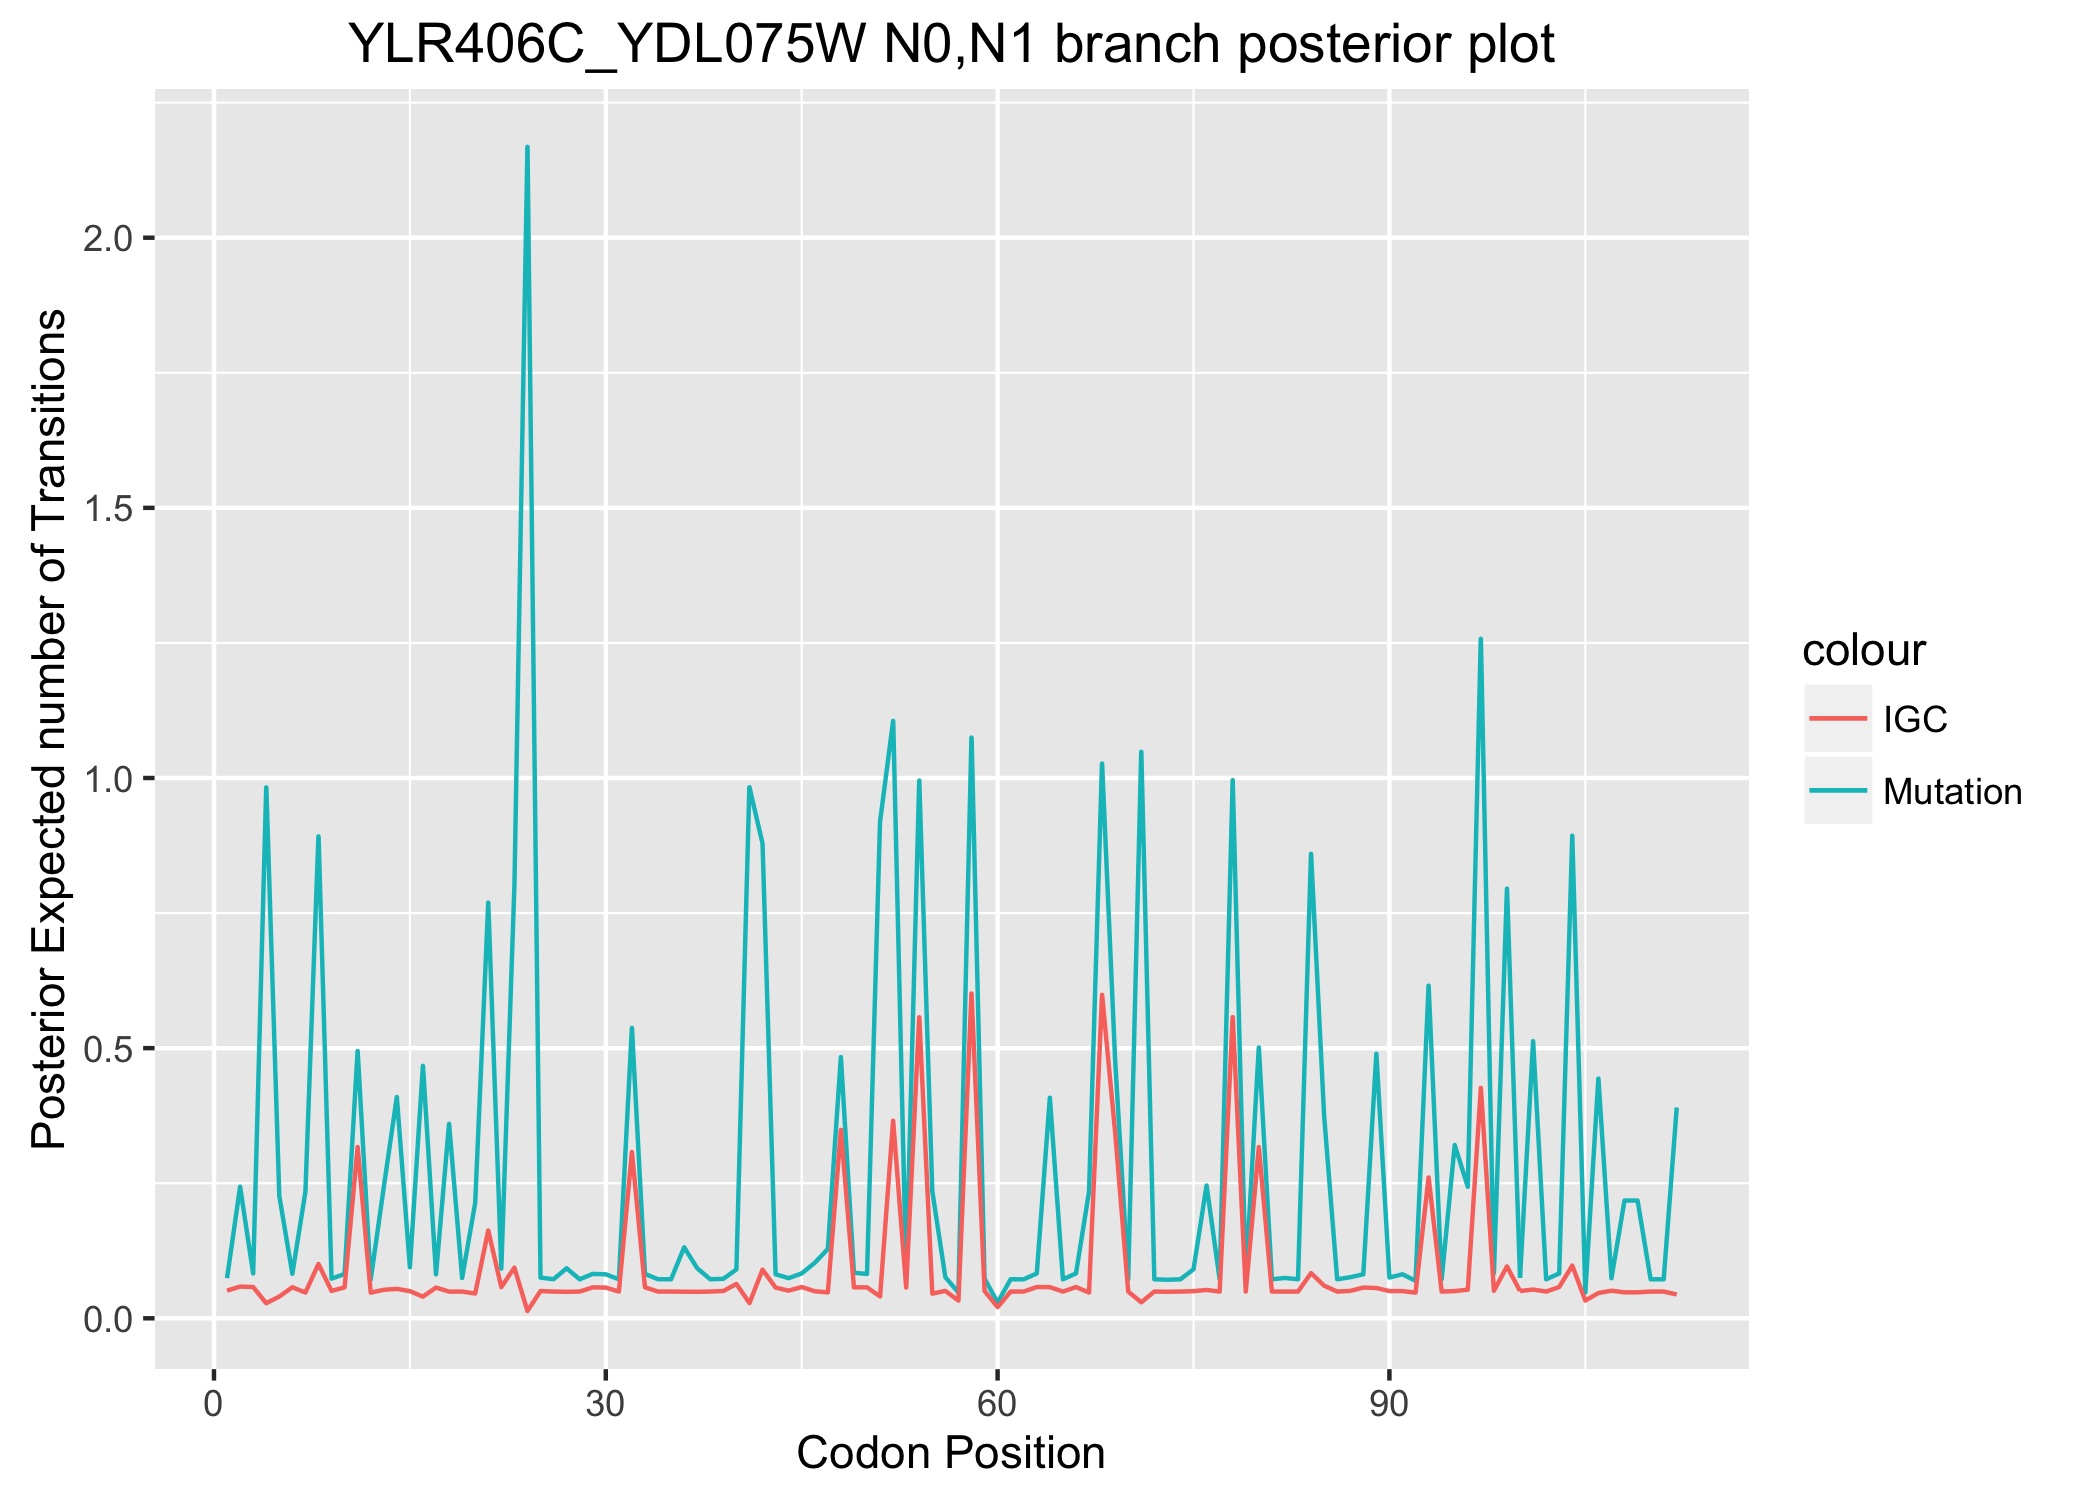 YLR406C_YDL075W N0,N1 branch posterior plot
Posterior Expected number of Transitions
2.0
1.5
1.0
0.5
0.0
0
30
60
90
Codon Position
colour
IGC
Mutation